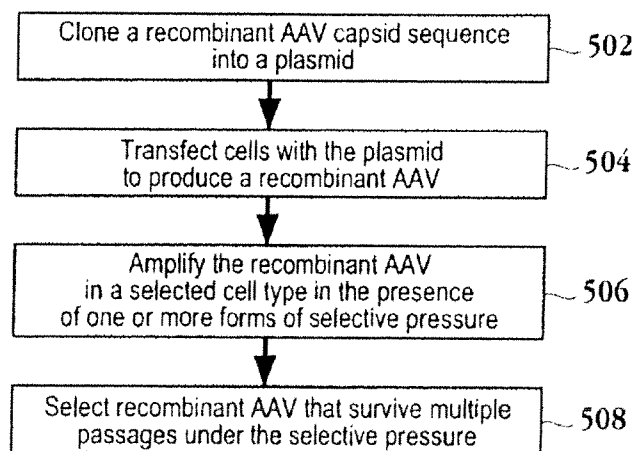 Clone a recombinant AAV capsid sequence
into a plasmid
502
Transfect cells with the plasmid
to produce a recombinant AAV
504
Amplify the recombinant AAV
in a selected cell type in the presence
of one or more forms of selective pressure
506
Select recombinant AAV that survive multiple
passages under the selective pressure
508